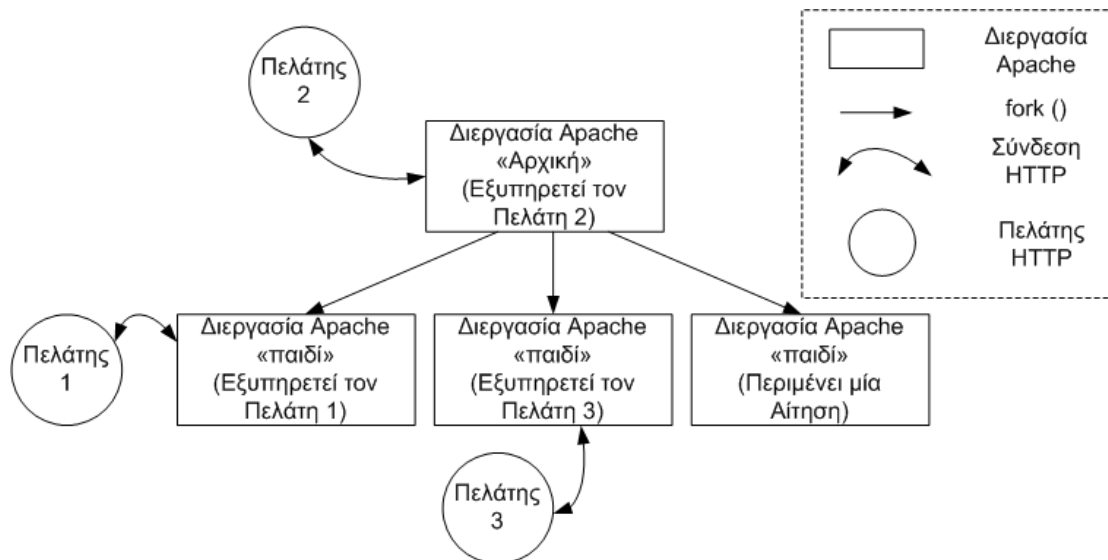 Πελάτης
2
Διεργασία Apache
«Αρχική»
(Εξυπηρετεί τον
Πελάτη 2)
Πελάτης
1
Διεργασία Apache
«παιδί»
(Εξυπηρετεί τον
Πελάτη 1)
Διεργασία Apache
«παιδί»
(Εξυπηρετεί τον
Πελάτη 3)
Διεργασία Apache
«παιδί»
(Περιμένει μία
Αίτηση)
Πελάτης
3
Διεργασία
Apache
fork ()
Σύνδεση
HTTP
Πελάτης
HTTP